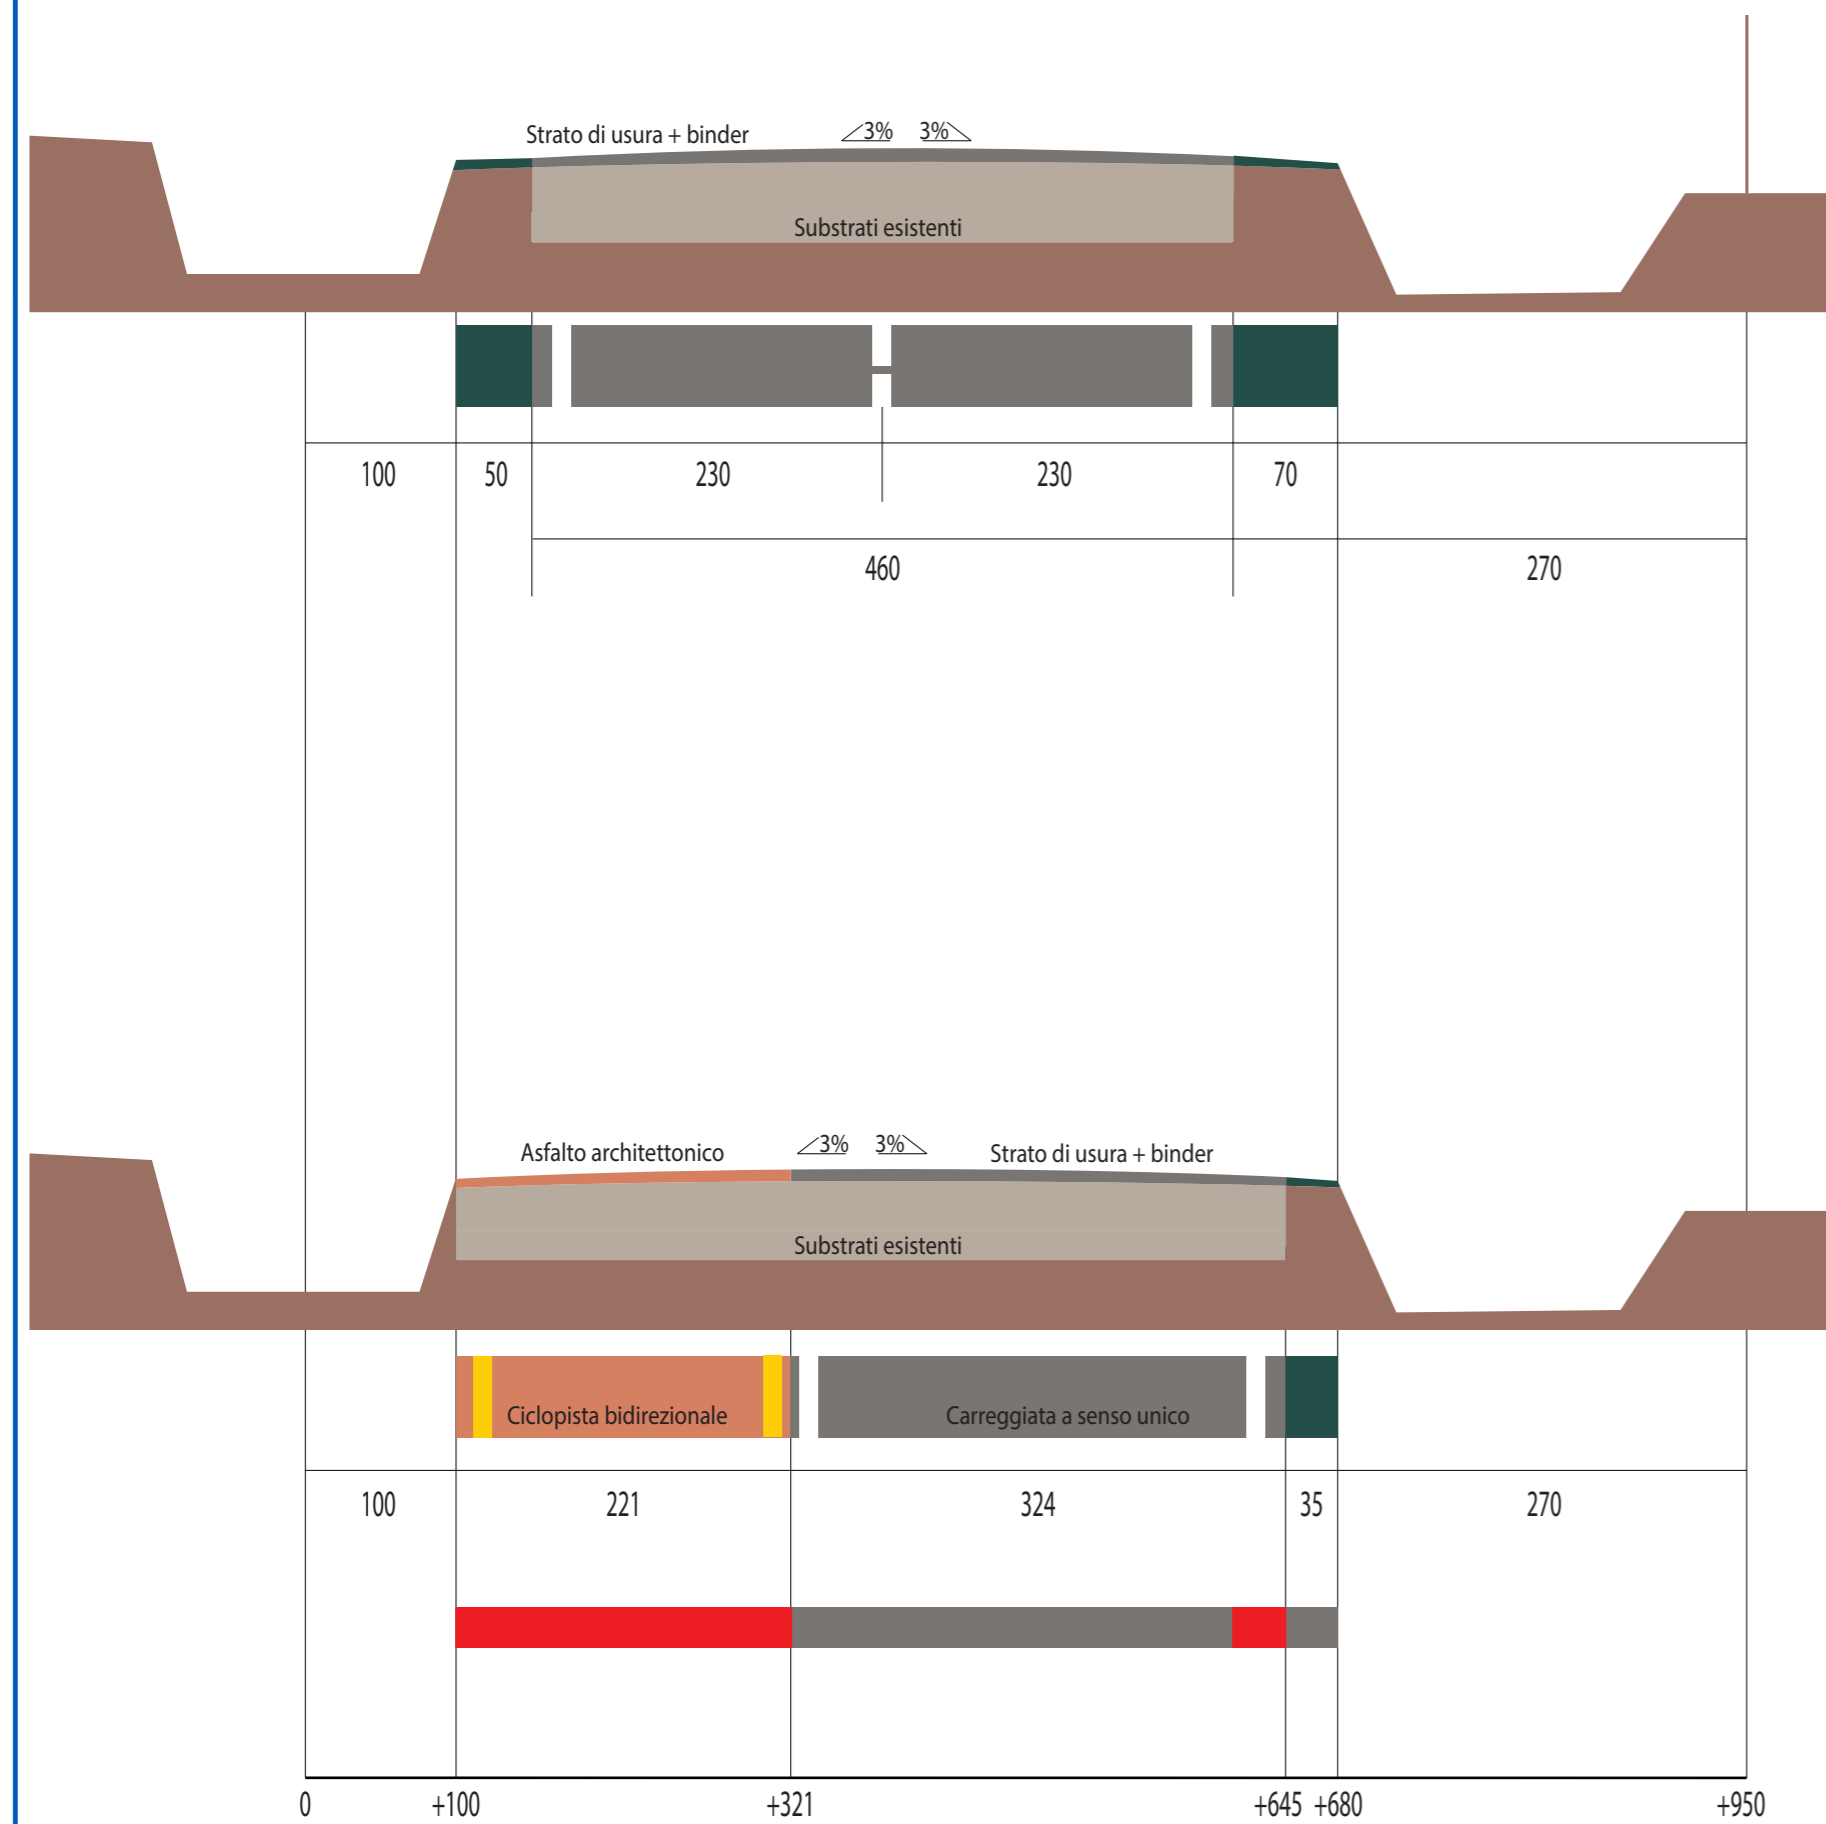 Strato di usura + binder 3% 3%
Substrati esistenti
100 50 230 230 70
460 270
Asfalto architettonico 3% 3% Strato di usura + binder
Substrati esistenti
Ciclopista bidirezionale Carreggiata a senso unico
100 221 324 35 270
0 +100 +321 +645 +680 +950